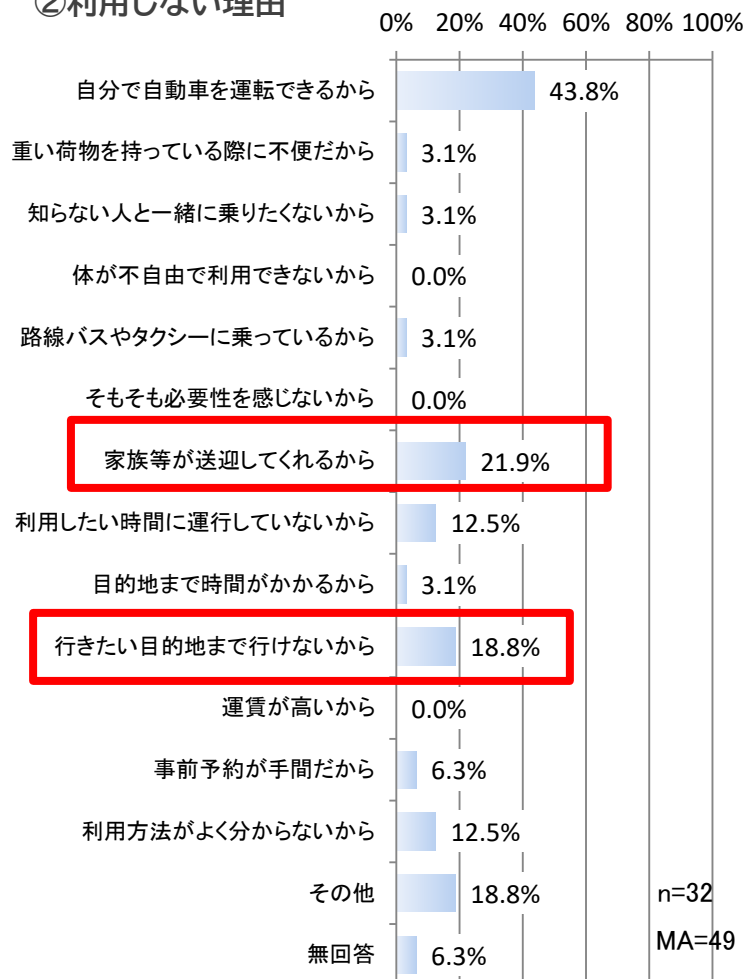 ②利用しない理由
0% 20% 40% 60% 80% 100%
自分で自動車を運転できるから 43.8%
重い荷物を持っている際に不便だから 3.1%
知らない人と一緒に乗りたくないから 3.1%
体が不自由で利用できないから 0.0%
路線バスやタクシーに乗っているから 3.1%
そもそも必要性を感じないから 0.0%
家族等が送迎してくれるから 21.9%
利用したい時間に運行していないから 12.5%
目的地まで時間がかかるから 3.1%
行きたい目的地まで行けないから 18.8%
運賃が高いから 0.0%
事前予約が手間だから 6.3%
利用方法がよく分からないから 12.5%
その他 18.8% n=32
無回答 6.3% MA=49